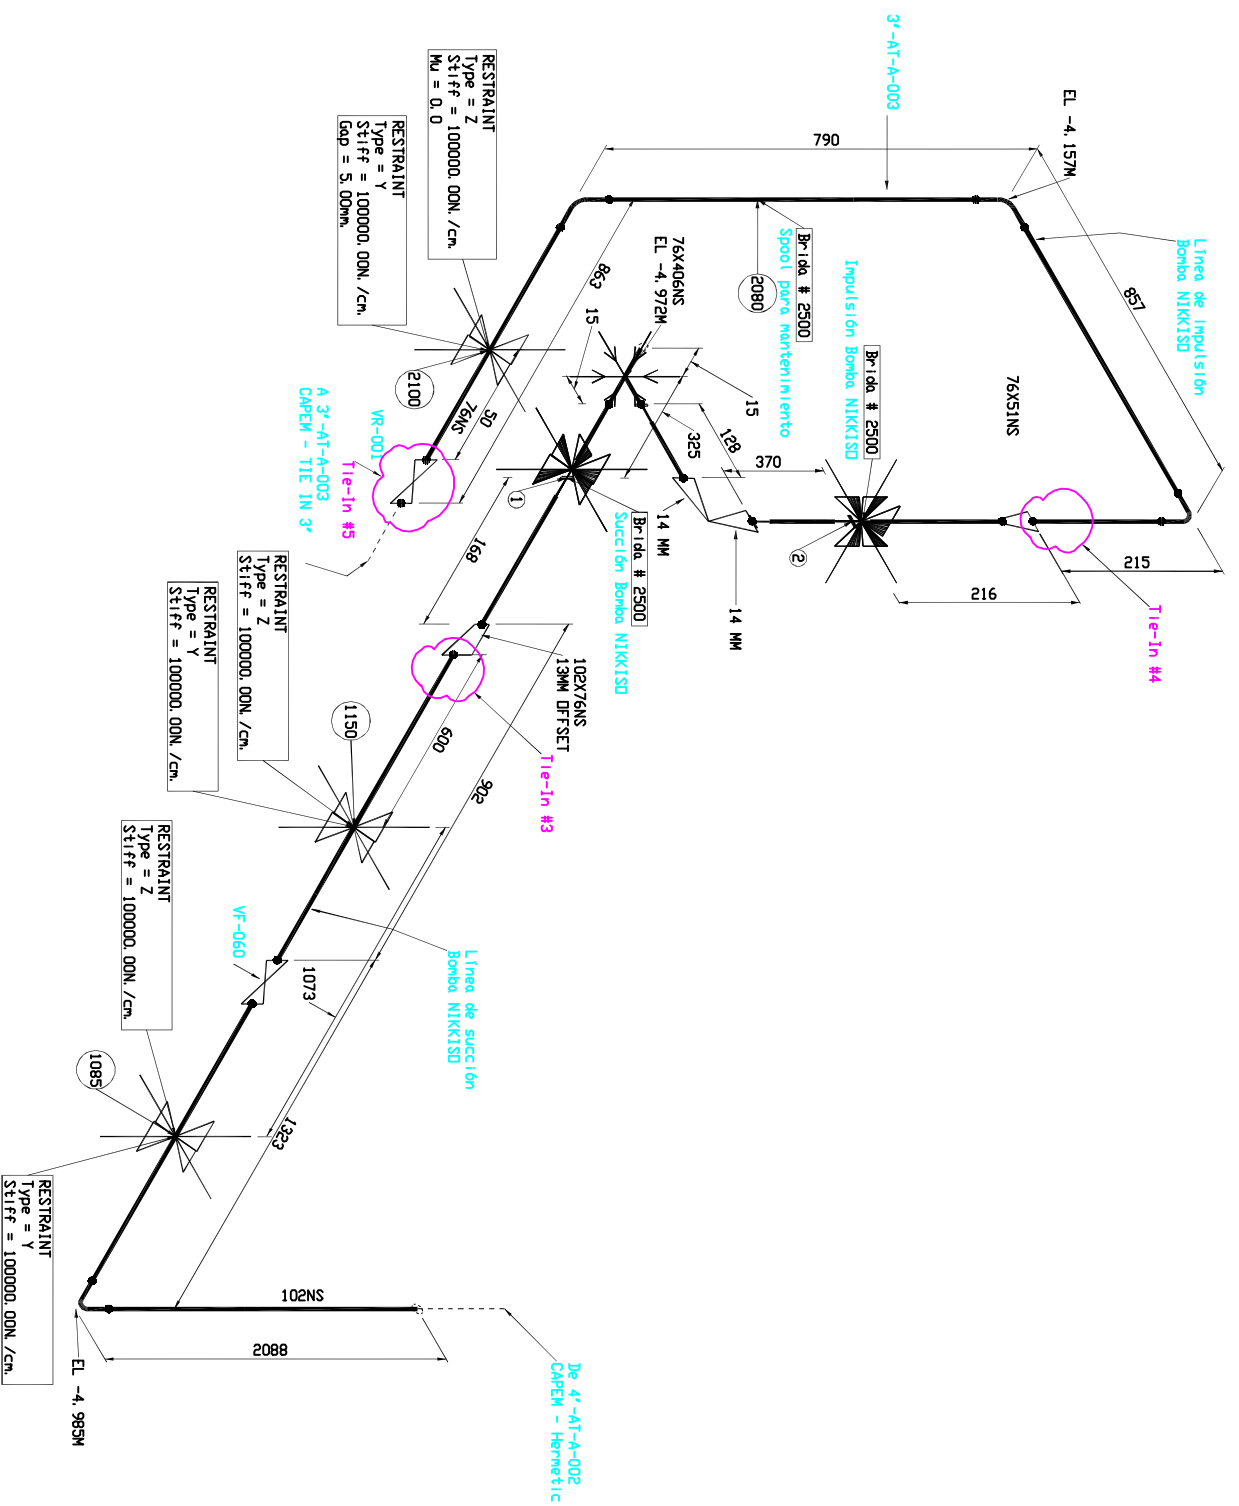 3"-AT-A-003
EL -4.157M
Línea de impulsión
Bomba NIKKISO
857
790
RESTRAINT
Type = Z
Stiff = 100000.00N./cm.
Mu = 0.0
RESTRAINT
Type = Y
Stiff = 100000.00N./cm.
Gap = 5.00mm.
863
76X406NS
EL -4.972M
15
Brida # 2500
Spool para mantenimiento
2080
Brida # 2500
Impulsión Bomba NIKKISO
76X51NS
15
128
325
370
2100
50
76NS
VR-001
A 3"-AT-A-003
CAPEM - TIE IN 3"
Tie-In #5
1
14 MM
Brida # 2500
Succión Bomba NIKKISO
2
14 MM
216
215
Tie-In #4
168
102X76NS
13MM OFFSET
Tie-In #3
600
902
RESTRAINT
Type = Z
Stiff = 100000.00N./cm.
RESTRAINT
Type = Y
Stiff = 100000.00N./cm.
1150
VF-060
Línea de succión
Bomba NIKKISO
1073
1323
RESTRAINT
Type = Z
Stiff = 100000.00N./cm.
1085
RESTRAINT
Type = Y
Stiff = 100000.00N./cm.
102NS
2088
EL -4.985M
De 4"-AT-A-002
CAPEM - Hermetic